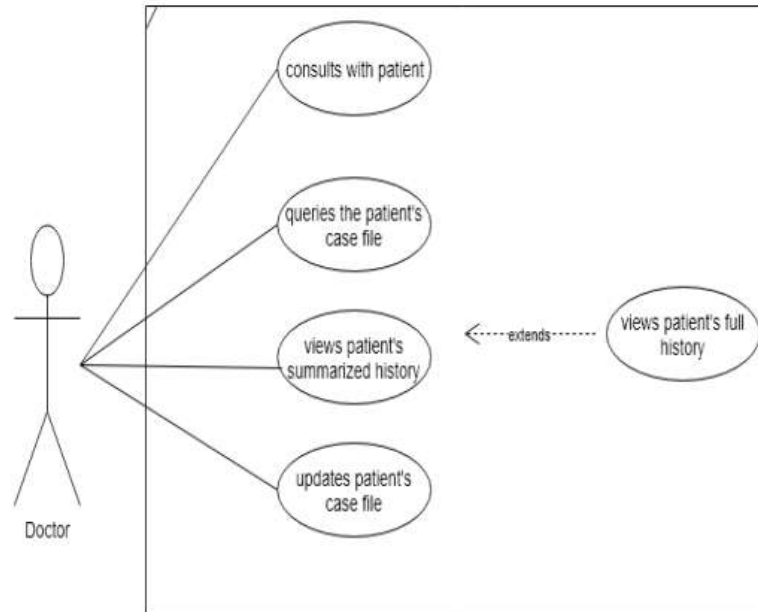 consults with patient
queries the patient's
case file
views patient's
summarized history
extends
views patient's full
history
updates patient's
case file
Doctor